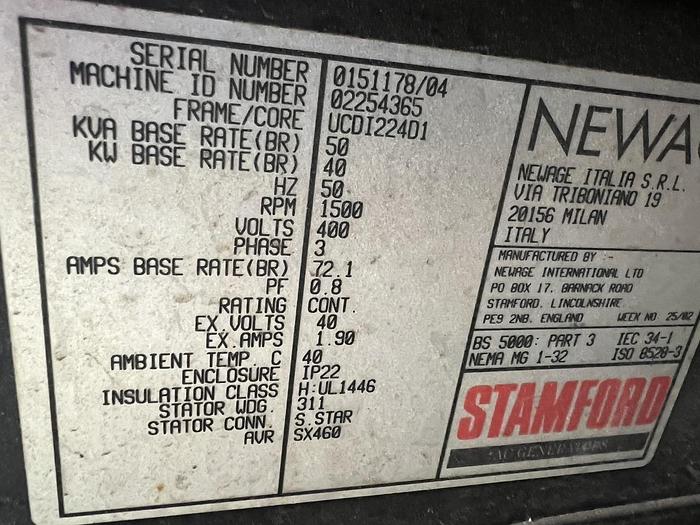 SERIAL NUMBER 0151178/04
MACHINE ID NUMBER 02254365
FRAME/CORE UCDI224D1
KVA BASE RATE(BR) 50
KW BASE RATE(BR) 40
HZ 50
RPM 1500
VOLTS 400
PHASE 3
AMPS BASE RATE(BR) 72.1
PF 0.8
RATING CONT.
EX.VOLTS 40
EX.AMPS 1.90
AMBIENT TEMP. C 40
ENCLOSURE IP22
INSULATION CLASS H:UL1446
STATOR WDG. 311
STATOR CONN. S.STAR
AVR SX460
NEWA
NEWAGE ITALIA S.R.L.
VIA TRIBONIANO 19
20156 MILAN
ITALY
MANUFACTURED BY :-
NEWAGE INTERNATIONAL LTD
PO BOX 17. BARNACK ROAD
STAMFORD. LINCOLNSHIRE
PE9 2NB. ENGLAND WEEK NO 25/02
BS 5000: PART 3 IEC 34-1
NEMA MG 1-32 ISO 8528-3
STAMFORD
AC GENERATORS